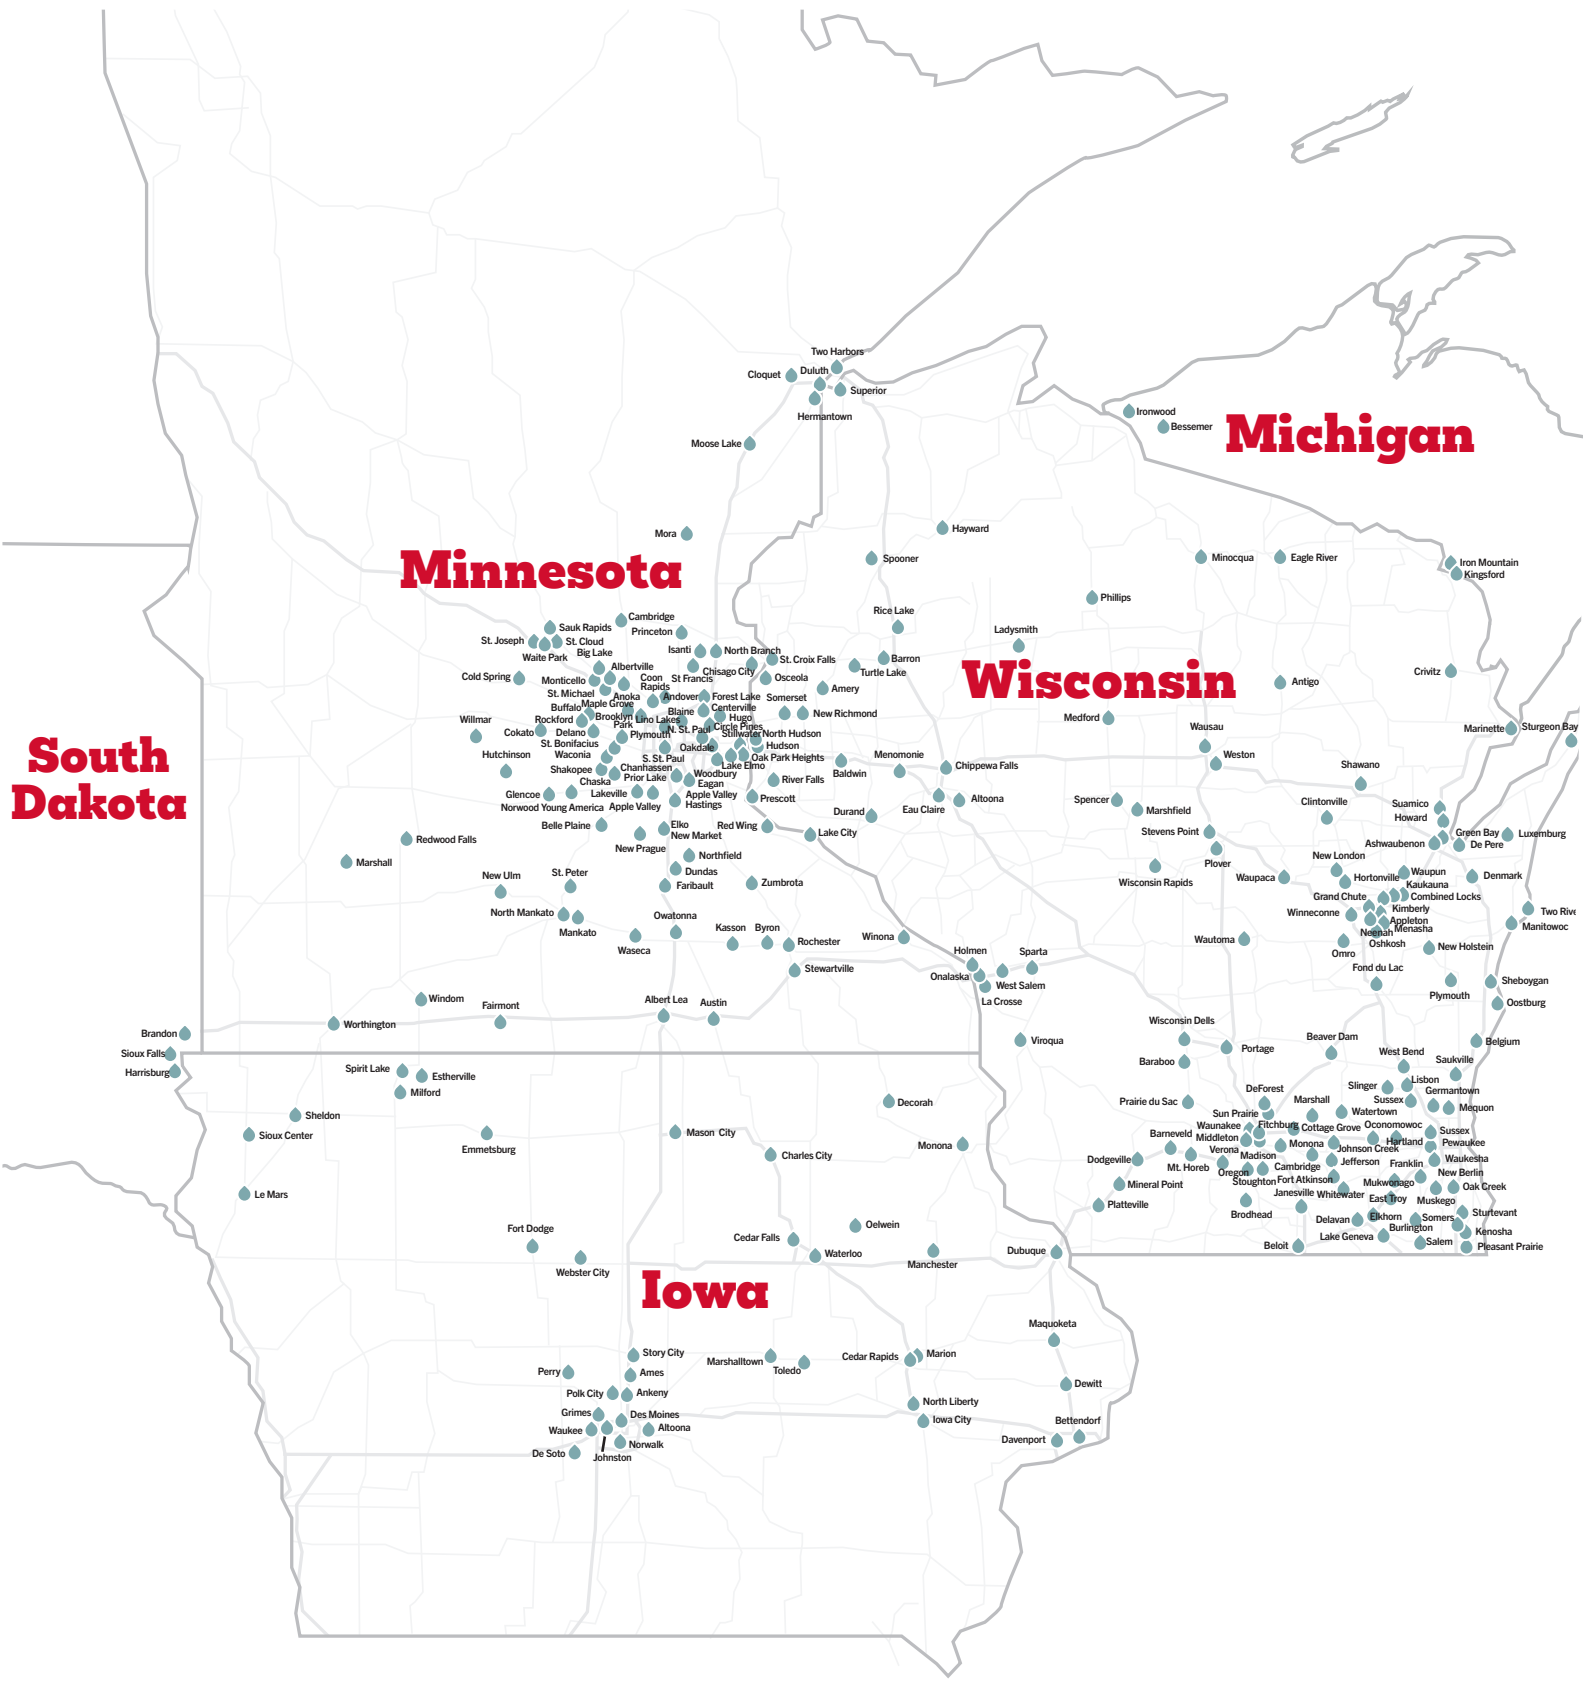 Two Harbors
Cloquet
Duluth
Superior
Hermantown
Moose Lake
Ironwood
Bessemer
Michigan
Mora
Hayward
Minnesota
Spooner
Minocqua
Eagle River
Iron Mountain
Kingsford
Phillips
Rice Lake
Ladysmith
Cambridge
Sauk Rapids
Princeton
St. Joseph
St. Cloud
Waite Park
Big Lake
Isanti
North Branch
St. Croix Falls
Barron
Turtle Lake
Wisconsin
Crivitz
Albertville
Chisago City
Cold Spring
Monticello
Coon
Rapids
St Francis
Osceola
Amery
Antigo
St. Michael
Anoka
Andover
Forest Lake
Somerset
Buffalo
Maple Grove
Blaine
Centerville
New Richmond
Medford
Willmar
Rockford
Brooklyn
Park
Lino Lakes
Hugo
Circle Pines
Cokato
Delano
Plymouth
N. St. Paul
Stillwater
North Hudson
Wausau
Marinette
Sturgeon Bay
St. Bonifacius
Oakdale
Hudson
Hutchinson
Waconia
S. St. Paul
Oak Park Heights
Menomonie
Weston
South
Dakota
Shakopee
Chanhassen
Lake Elmo
Baldwin
Chippewa Falls
Shawano
Chaska
Prior Lake
Woodbury
Eagan
River Falls
Glencoe
Lakeville
Apple Valley
Prescott
Norwood Young America
Apple Valley
Hastings
Durand
Eau Claire
Altoona
Spencer
Marshfield
Clintonville
Suamico
Howard
Belle Plaine
Elko
New Market
Red Wing
Lake City
Stevens Point
Green Bay
Luxemburg
Redwood Falls
New Prague
Ashwaubenon
De Pere
Marshall
Northfield
Plover
New London
Dundas
Waupun
St. Peter
New Ulm
Faribault
Zumbrota
Wisconsin Rapids
Waupaca
Hortonville
Denmark
Kaukauna
Grand Chute
Combined Locks
North Mankato
Owatonna
Winneconne
Kimberly
Two Rive
Appleton
Manitowoc
Mankato
Kasson
Byron
Neenah
Menasha
Waseca
Rochester
Winona
Wautoma
Oshkosh
New Holstein
Holmen
Sparta
Omro
Stewartville
Onalaska
Fond du Lac
West Salem
Sheboygan
La Crosse
Plymouth
Windom
Fairmont
Albert Lea
Austin
Oostburg
Worthington
Wisconsin Dells
Brandon
Viroqua
Portage
Beaver Dam
Belgium
Sioux Falls
Baraboo
West Bend
Saukville
Harrisburg
Spirit Lake
Estherville
Lisbon
Milford
DeForest
Slinger
Germantown
Decorah
Prairie du Sac
Marshall
Sussex
Mequon
Sheldon
Sun Prairie
Watertown
Waunakee
Fitchburg
Cottage Grove
Oconomowoc
Sussex
Sioux Center
Mason City
Barneveld
Middleton
Monona
Hartland
Pewaukee
Emmetsburg
Monona
Verona
Johnson Creek
Charles City
Dodgeville
Madison
Jefferson
Franklin
Waukesha
Mt. Horeb
Oregon
Cambridge
New Berlin
Mineral Point
Stoughton
Fort Atkinson
Mukwonago
Oak Creek
Le Mars
Janesville
Whitewater
East Troy
Muskego
Platteville
Brodhead
Sturtevant
Fort Dodge
Oelwein
Delavan
Elkhorn
Somers
Cedar Falls
Burlington
Kenosha
Waterloo
Lake Geneva
Salem
Webster City
Manchester
Dubuque
Beloit
Pleasant Prairie
Iowa
Maquoketa
Story City
Marshalltown
Cedar Rapids
Marion
Perry
Ames
Toledo
Dewitt
Polk City
Ankeny
North Liberty
Grimes
Des Moines
Iowa City
Bettendorf
Waukee
Altoona
Davenport
De Soto
Norwalk
Johnston